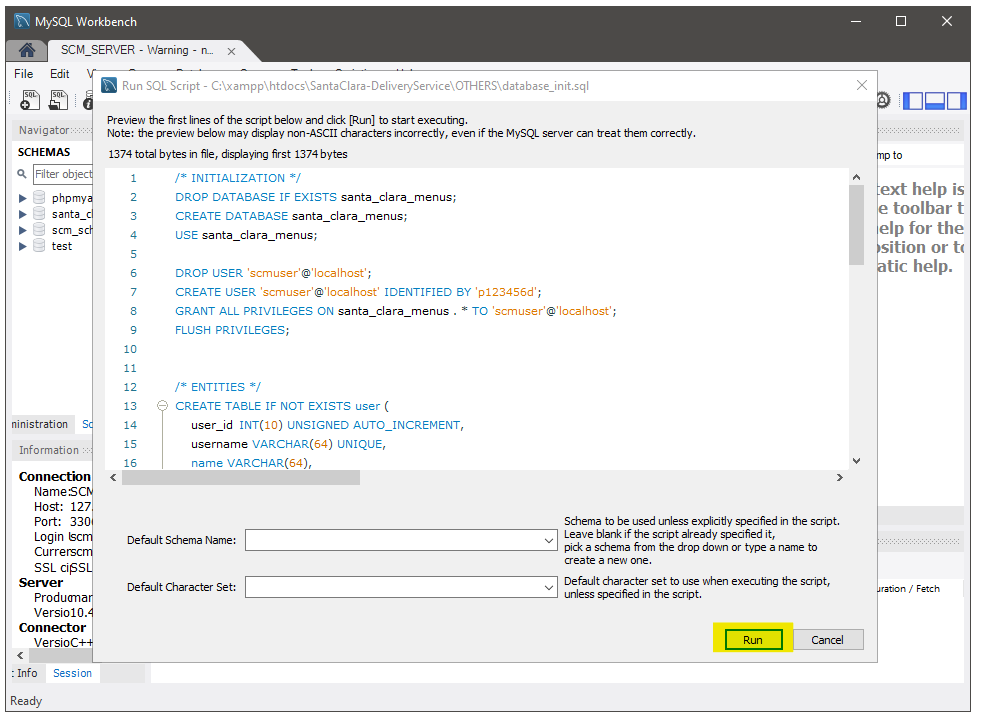 MySQL Workbench
SCM_SERVER - Warning - n...
File Edit
Run SQL Script - C:\xampp\htdocs\SantaClara-DeliveryService\OTHERS\database_init.sql
SQL SQL
Preview the first lines of the script below and click [Run] to start executing.
Note: the preview below may display non-ASCII characters incorrectly, even if the MySQL server can treat them correctly.
1374 total bytes in file, displaying first 1374 bytes
Navigator
SCHEMAS
Filter object
phpmya
santa_cl
scm_sch
test
1 /* INITIALIZATION */
2 DROP DATABASE IF EXISTS santa_clara_menus;
3 CREATE DATABASE santa_clara_menus;
4 USE santa_clara_menus;
5
6 DROP USER 'scmuser'@'localhost';
7 CREATE USER 'scmuser'@'localhost' IDENTIFIED BY 'p123456d';
8 GRANT ALL PRIVILEGES ON santa_clara_menus . * TO 'scmuser'@'localhost';
9 FLUSH PRIVILEGES;
10
11
12 /* ENTITIES */
13 CREATE TABLE IF NOT EXISTS user (
14 user_id INT(10) UNSIGNED AUTO_INCREMENT,
15 username VARCHAR(64) UNIQUE,
16 name VARCHAR(64),
mp to
text help is
e toolbar t
help for the
osition or to
atic help.
ministration Sc
Information
Connection
Name:SCM
Host: 127.
Port: 330
Login
scm
Curren
scm
SSL
Server
Produ
mar
Versio
10.4
Connector
Versio
C++
Default Schema Name:
Schema to be used unless explicitly specified in the script.
Leave blank if the script already specified it,
pick a schema from the drop down or type a name to
create a new one.
Default Character Set:
Default character set to use when executing the script,
unless specified in the script.
uration / Fetch
Run Cancel
Info Session
Ready